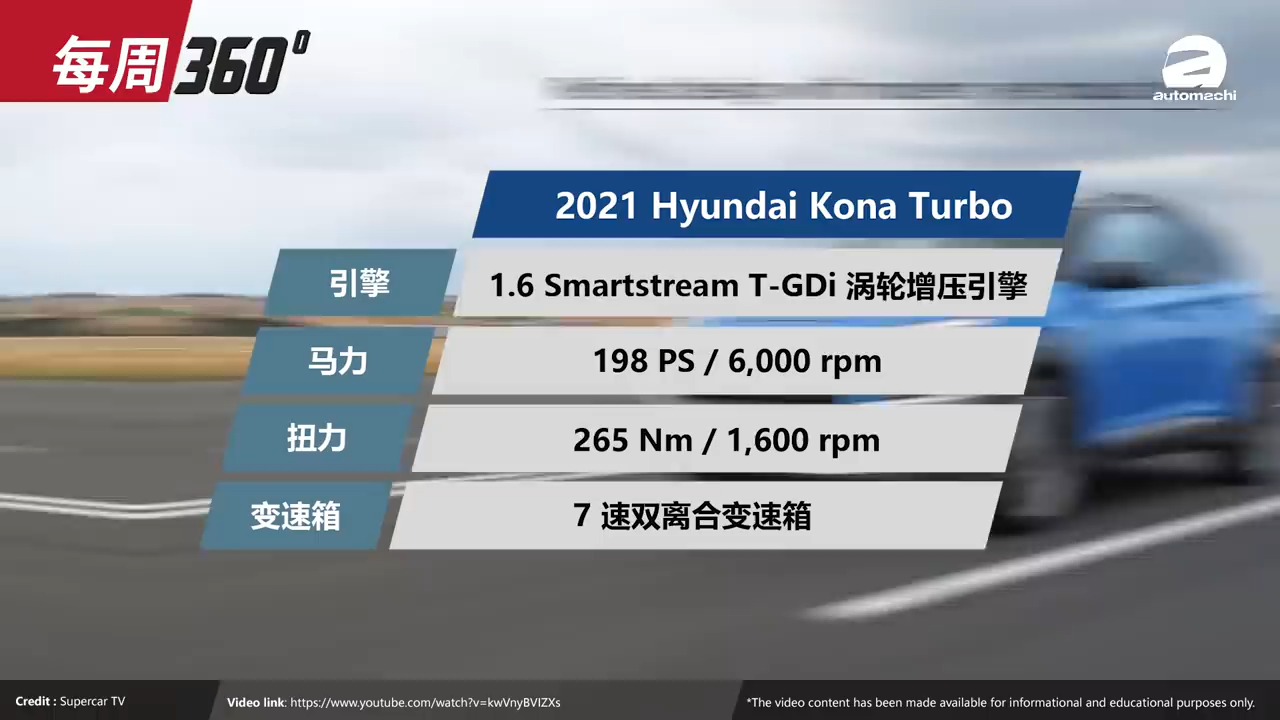 每周360°
automachi
2021 Hyundai Kona Turbo
引擎 1.6 Smartstream T-GDi 涡轮增压引擎
马力 198 PS / 6,000 rpm
扭力 265 Nm / 1,600 rpm
变速箱 7 速双离合变速箱
Credit : Supercar TV Video link: https://www.youtube.com/watch?v=kwVnyBVIZXs *The video content has been made available for informational and educational purposes only.